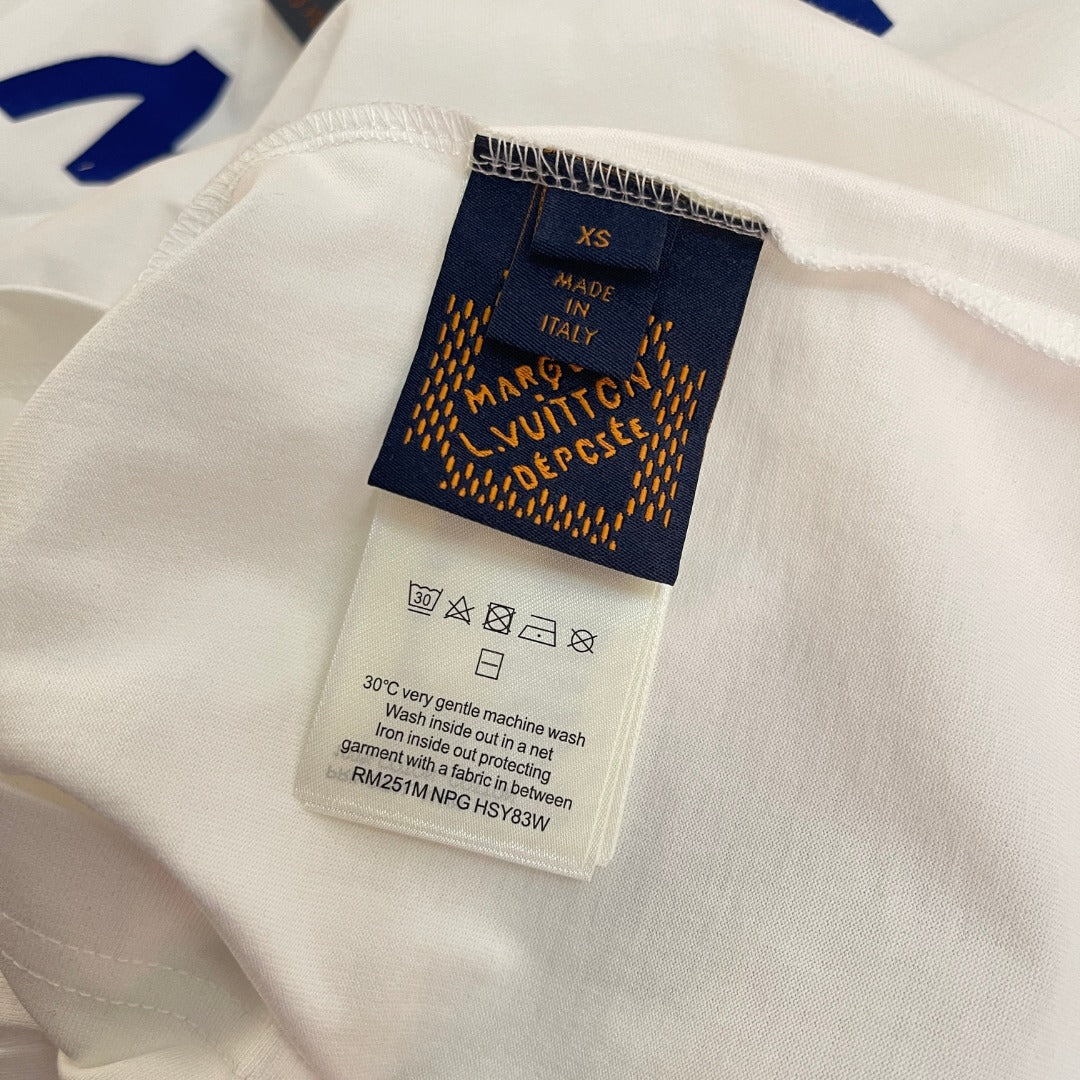 XS
MADE
IN
ITALY
L.VUITTON
DÉPOSÉE
30
30°C very gentle machine wash
Wash inside out in a net
Iron inside out protecting
garment with a fabric in between
RM251M NPG HSY83W